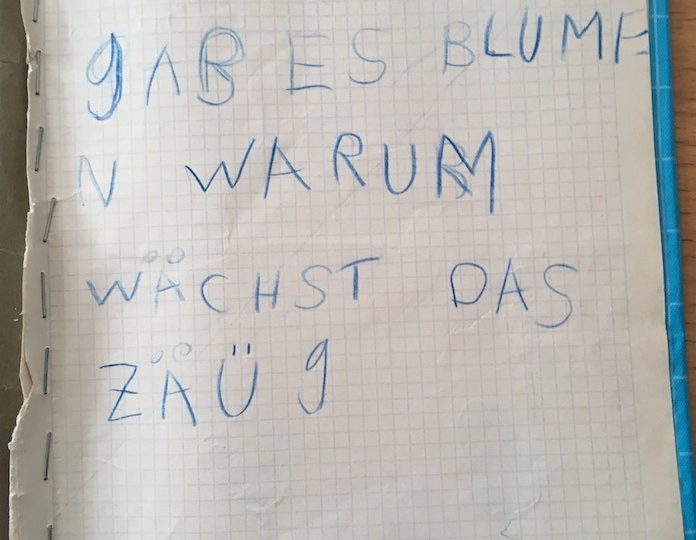 gAB ES BLUME
N WARUM
WÄCHST DAS
ZÄÜg